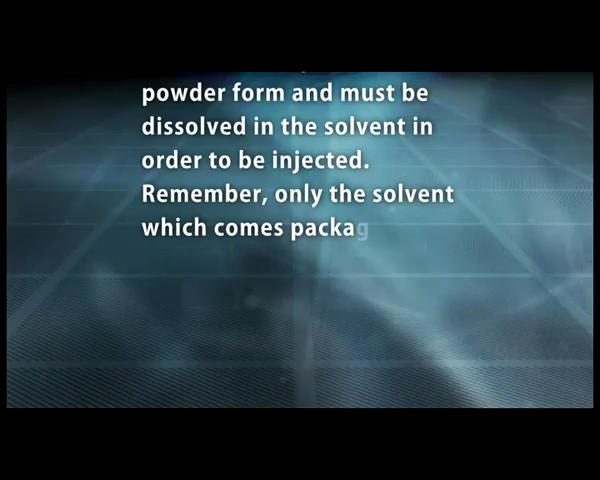 powder form and must be
dissolved in the solvent in
order to be injected.
Remember, only the solvent
which comes packag